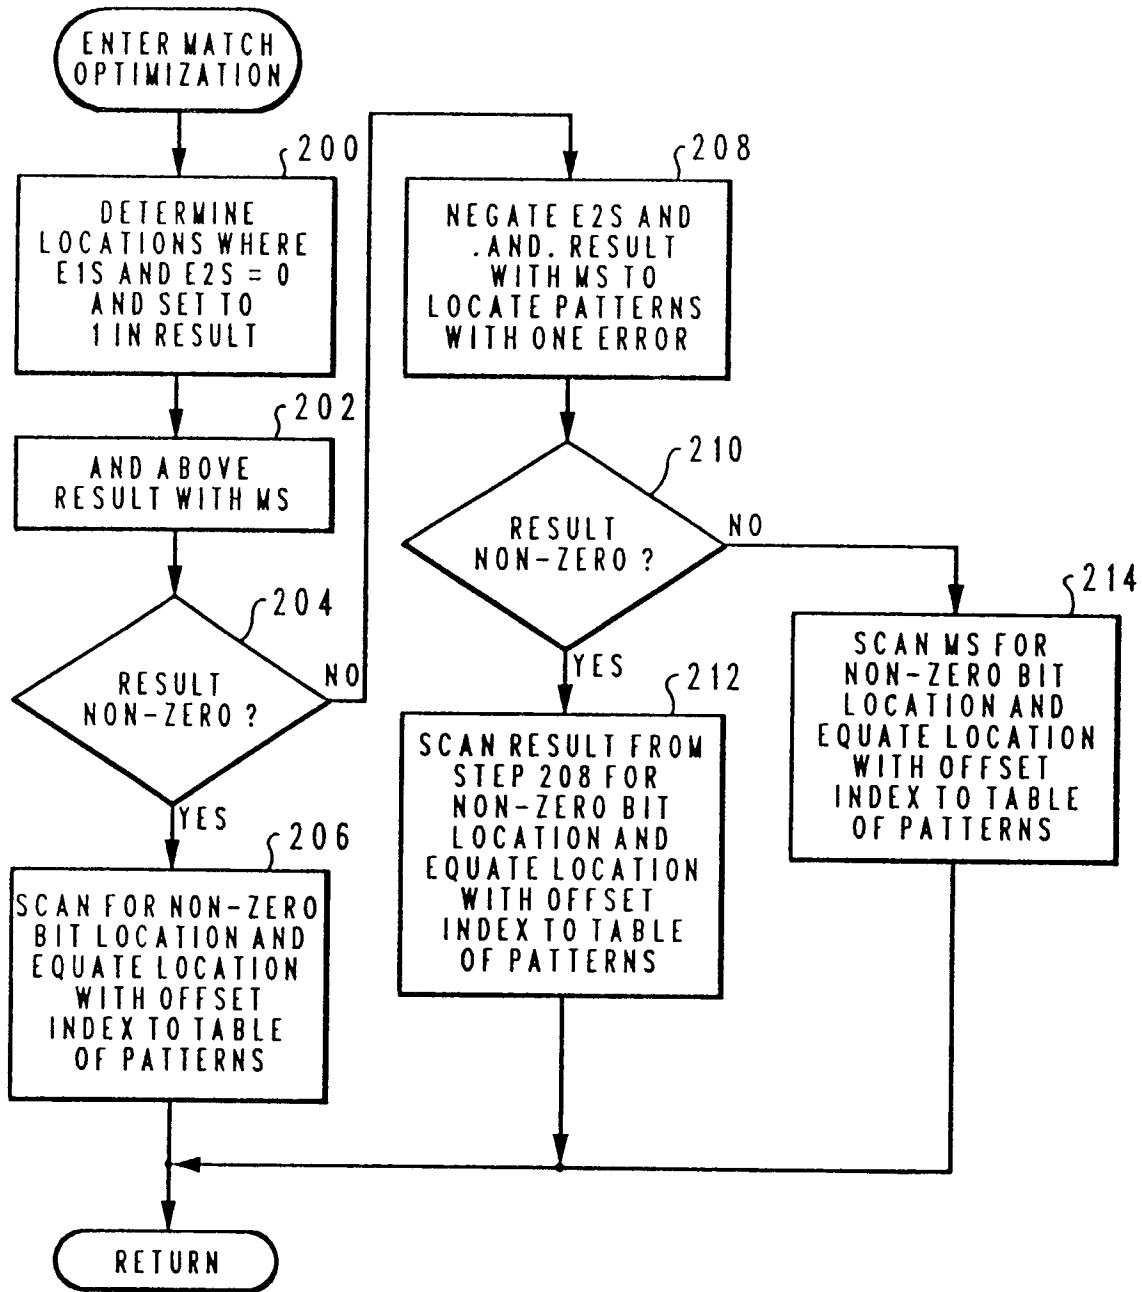 ENTER MATCH
OPTIMIZATION
200
DETERMINE
LOCATIONS WHERE
E1S AND E2S = 0
AND SET TO
1 IN RESULT
202
AND ABOVE
RESULT WITH MS
204
RESULT
NON-ZERO ?
NO
YES
206
SCAN FOR NON-ZERO
BIT LOCATION AND
EQUATE LOCATION
WITH OFFSET
INDEX TO TABLE
OF PATTERNS
208
NEGATE E2S AND
.AND. RESULT
WITH MS TO
LOCATE PATTERNS
WITH ONE ERROR
210
RESULT
NON-ZERO ?
NO
YES
212
SCAN RESULT FROM
STEP 208 FOR
NON-ZERO BIT
LOCATION AND
EQUATE LOCATION
WITH OFFSET
INDEX TO TABLE
OF PATTERNS
214
SCAN MS FOR
NON-ZERO BIT
LOCATION AND
EQUATE LOCATION
WITH OFFSET
INDEX TO TABLE
OF PATTERNS
RETURN